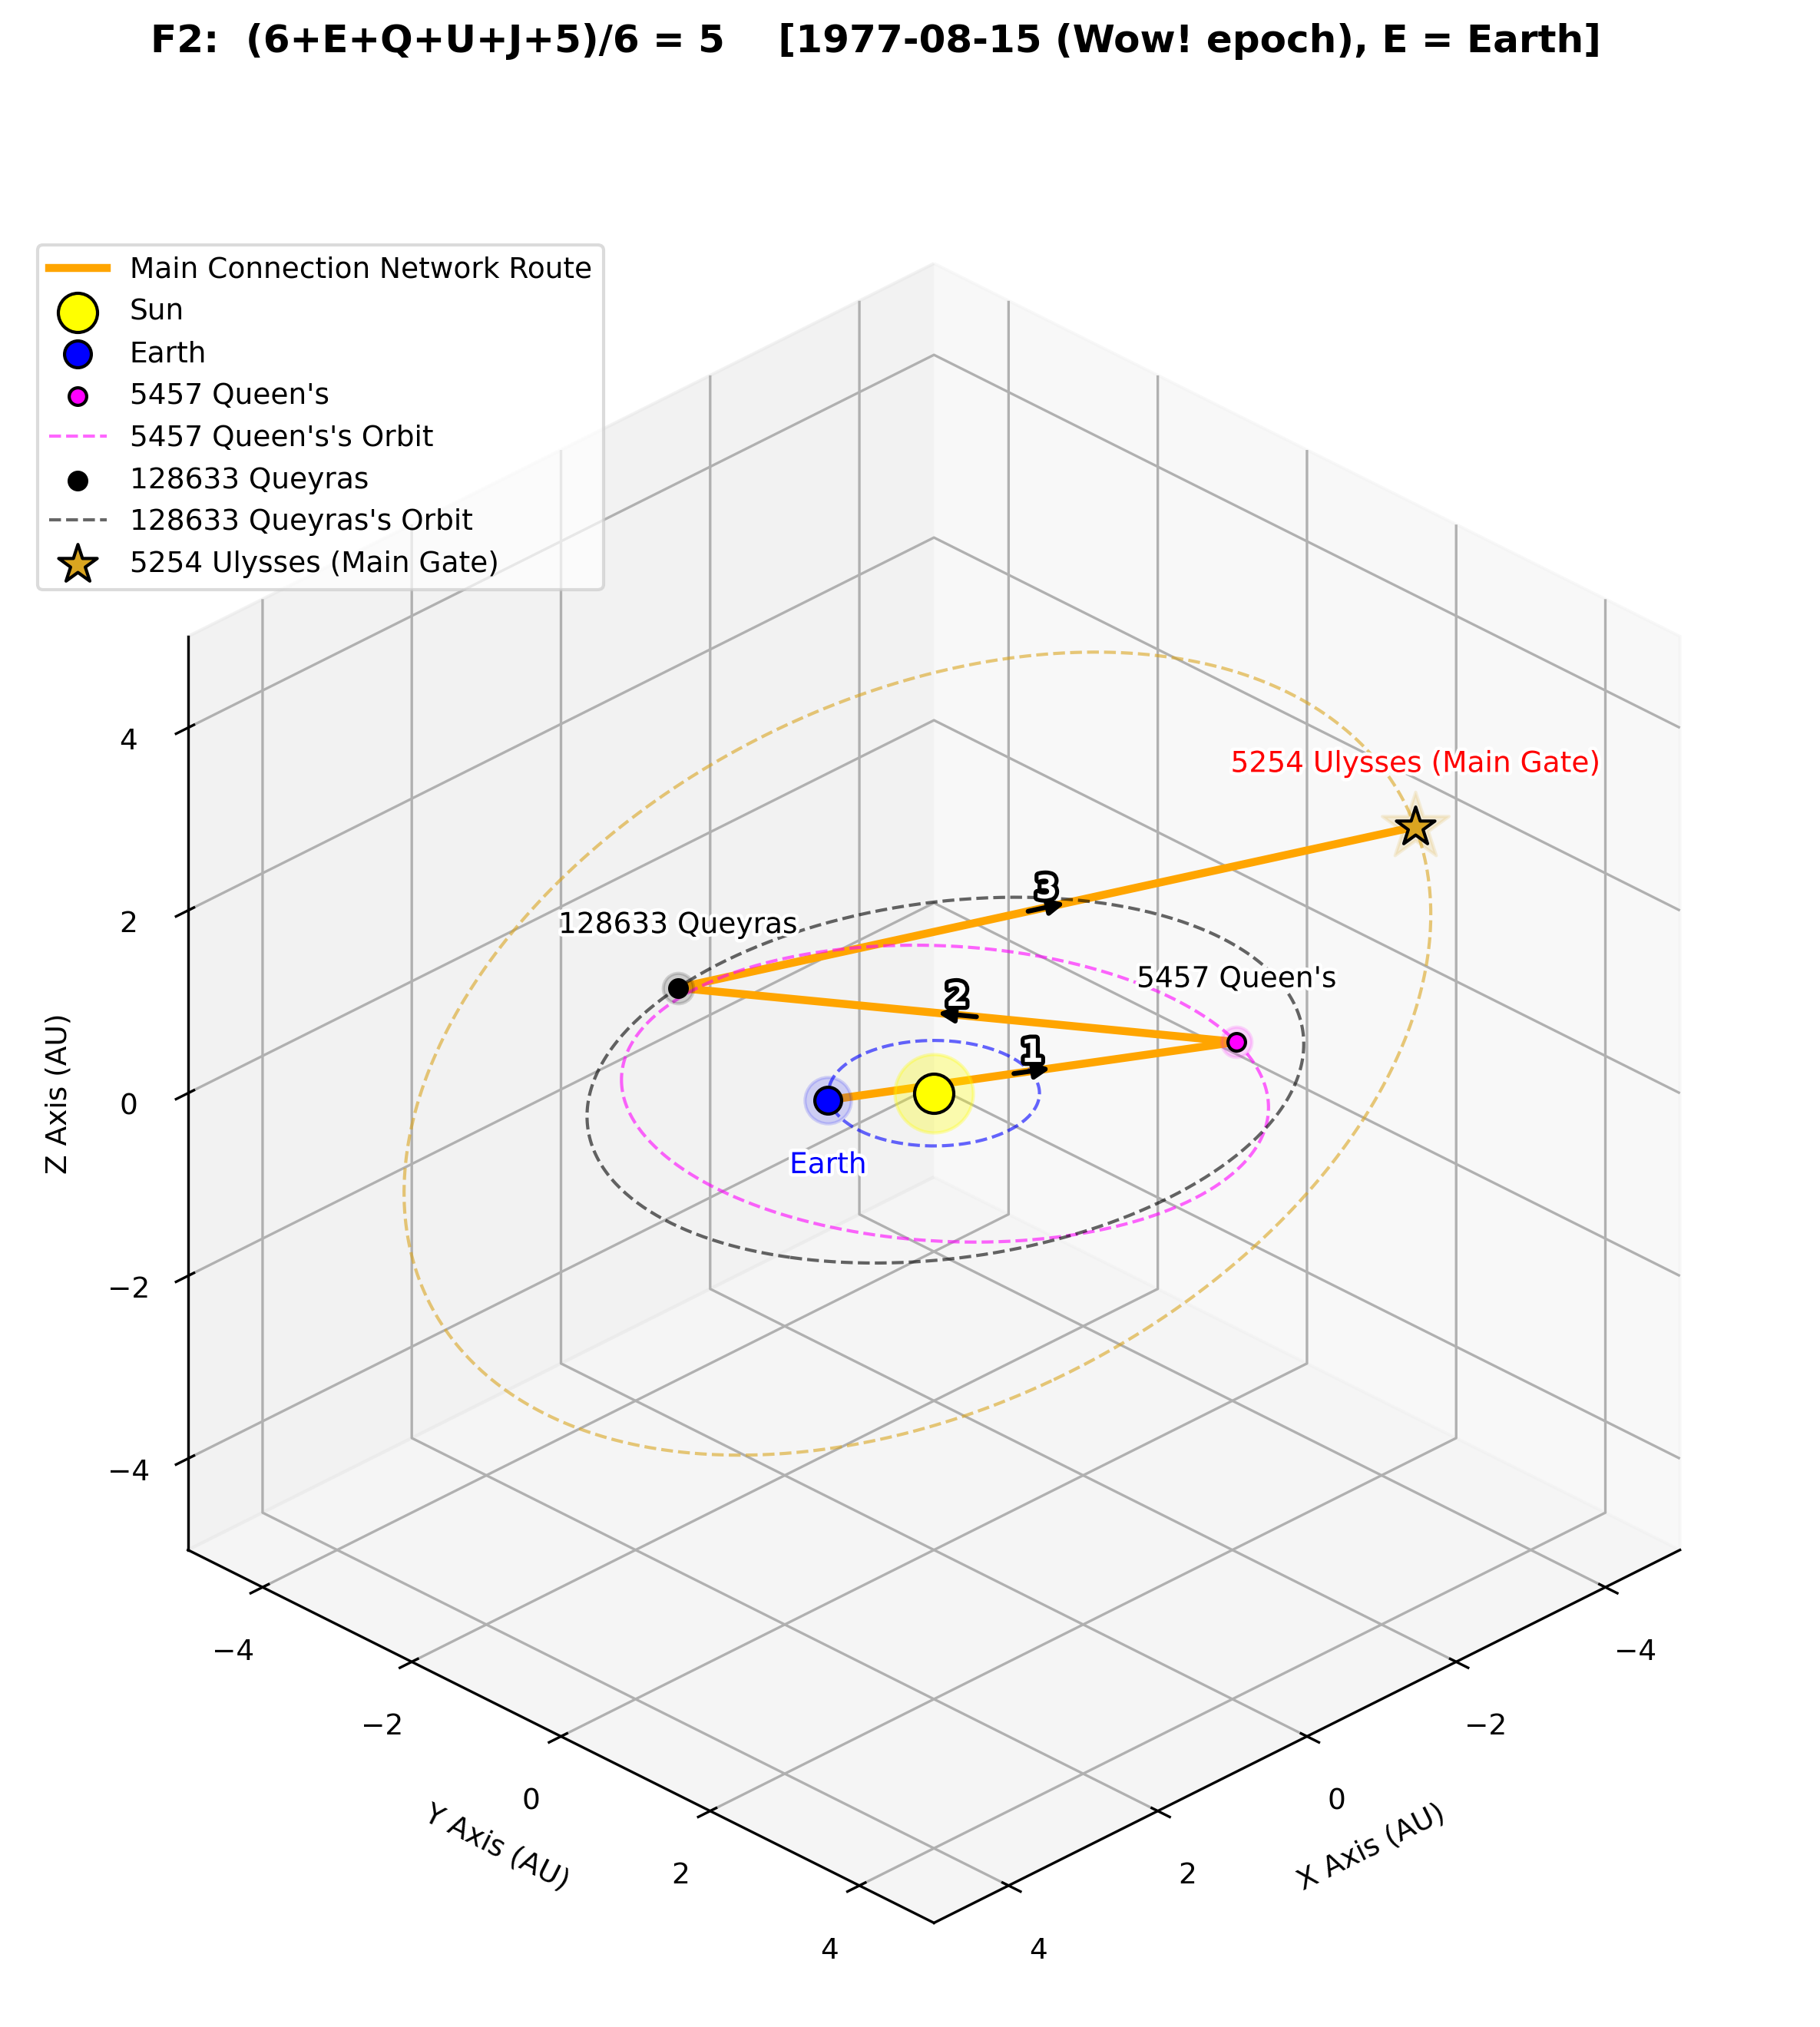 F2:  (6+E+Q+U+J+5)/6 = 5    [1977-08-15 (Wow! epoch), E = Earth]
Main Connection Network Route
Sun
Earth
5457 Queen's
5457 Queen's's Orbit
128633 Queyras
128633 Queyras's Orbit
5254 Ulysses (Main Gate)
5254 Ulysses (Main Gate)
3
128633 Queyras
5457 Queen's
2
1
Earth
Z Axis (AU)
4
2
0
−2
−4
−4
−2
0
2
4
Y Axis (AU)
4
2
0
−2
−4
X Axis (AU)